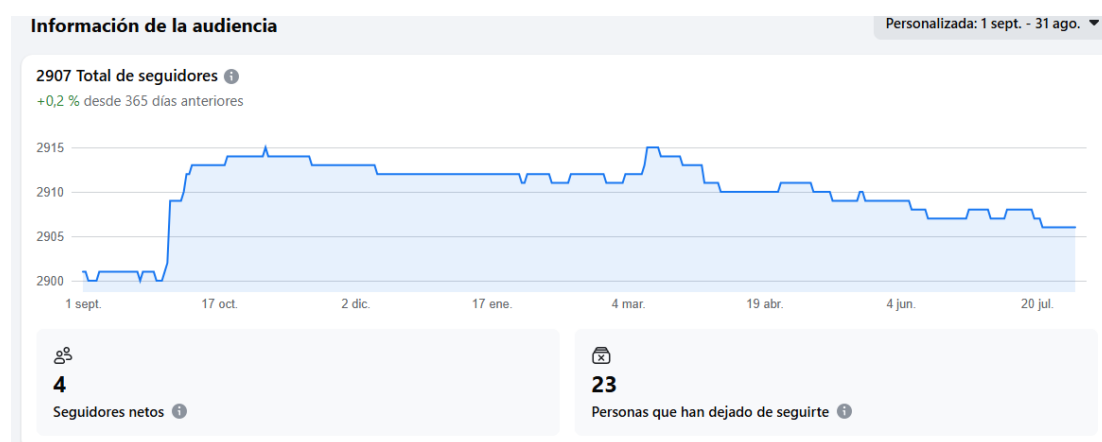 Información de la audiencia
Personalizada: 1 sept. - 31 ago.
2907 Total de seguidores
+0,2 % desde 365 días anteriores
2915
2910
2905
2900
1 sept. 17 oct. 2 dic. 17 ene. 4 mar. 19 abr. 4 jun. 20 jul.
4
Seguidores netos
23
Personas que han dejado de seguirte